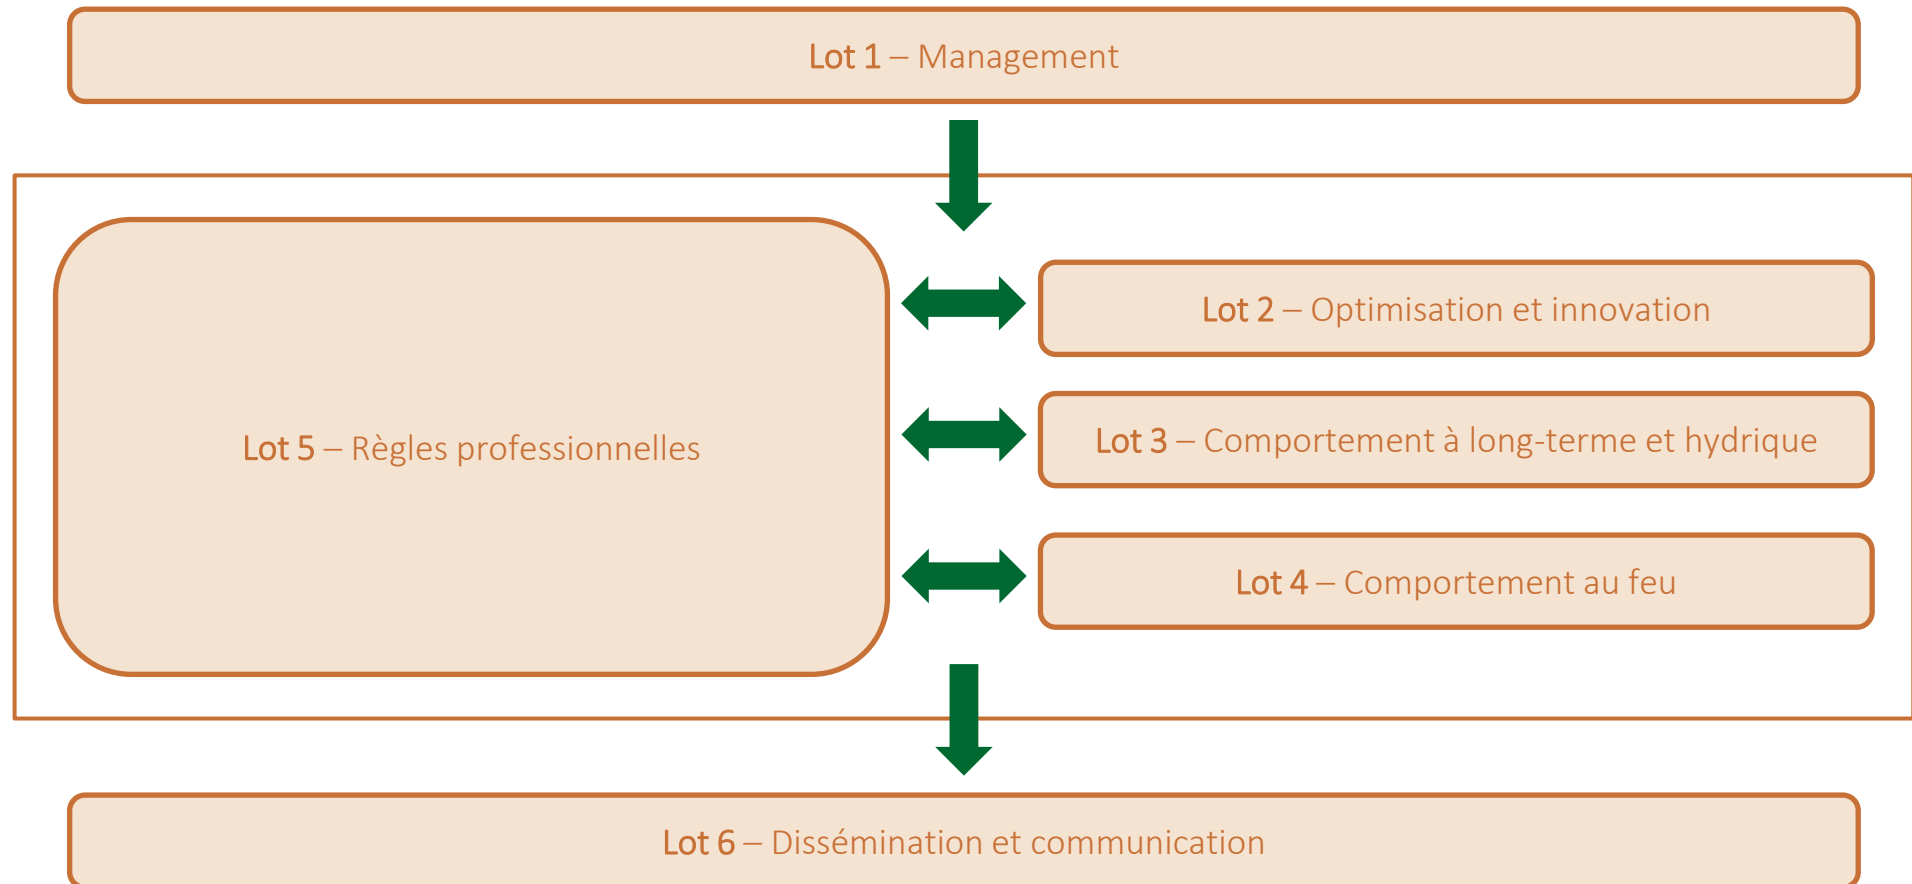 Lot 1 – Management
Lot 2 – Optimisation et innovation
Lot 5 – Règles professionnelles
Lot 3 – Comportement à long-terme et hydrique
Lot 4 – Comportement au feu
Lot 6 – Dissémination et communication